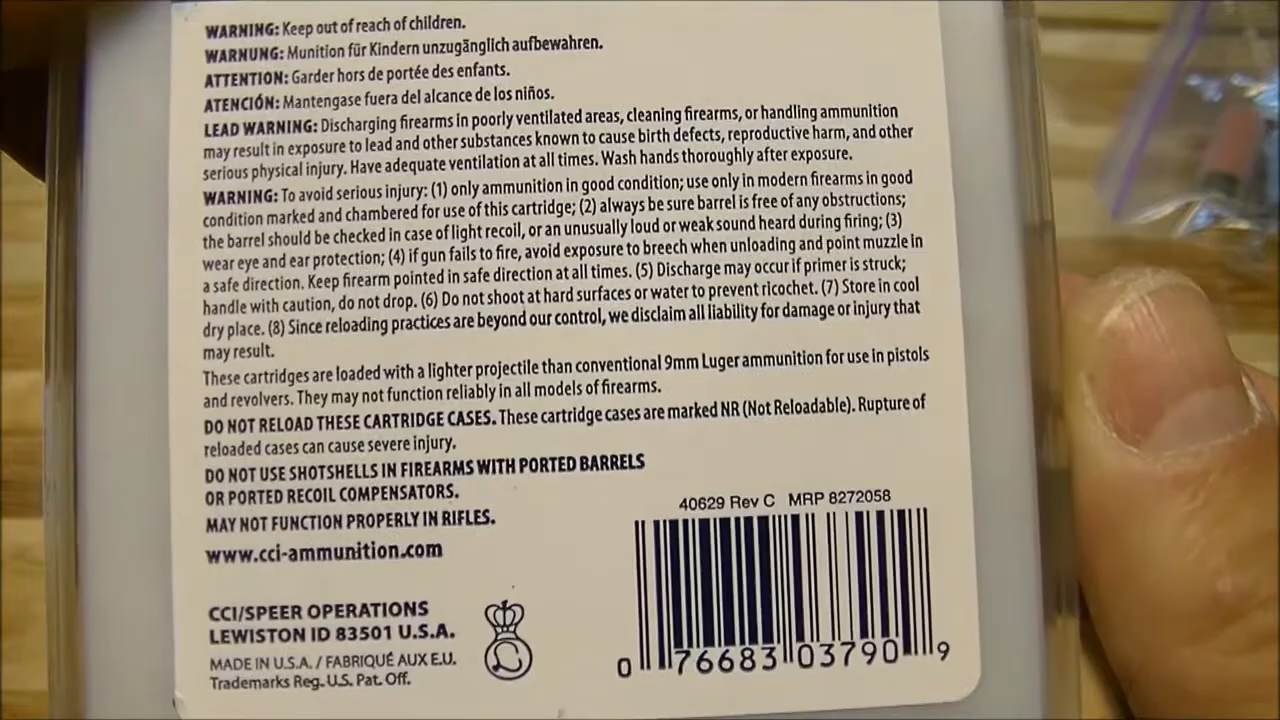 WARNING: Keep out of reach of children.
WARNUNG: Munition für Kindern unzugänglich aufbewahren.
ATTENTION: Garder hors de portée des enfants.
ATENCIÓN: Mantengase fuera del alcance de los niños.
LEAD WARNING: Discharging firearms in poorly ventilated areas, cleaning firearms, or handling ammunition
may result in exposure to lead and other substances known to cause birth defects, reproductive harm, and other
serious physical injury. Have adequate ventilation at all times. Wash hands thoroughly after exposure.
WARNING: To avoid serious injury: (1) only ammunition in good condition; use only in modern firearms in good
condition marked and chambered for use of this cartridge; (2) always be sure barrel is free of any obstructions;
the barrel should be checked in case of light recoil, or an unusually loud or weak sound heard during firing; (3)
wear eye and ear protection; (4) if gun fails to fire, avoid exposure to breech when unloading and point muzzle in
a safe direction. Keep firearm pointed in safe direction at all times. (5) Discharge may occur if primer is struck;
handle with caution, do not drop. (6) Do not shoot at hard surfaces or water to prevent ricochet. (7) Store in cool
dry place. (8) Since reloading practices are beyond our control, we disclaim all liability for damage or injury that
may result.
These cartridges are loaded with a lighter projectile than conventional 9mm Luger ammunition for use in pistols
and revolvers. They may not function reliably in all models of firearms.
DO NOT RELOAD THESE CARTRIDGE CASES. These cartridge cases are marked NR (Not Reloadable). Rupture of
reloaded cases can cause severe injury.
DO NOT USE SHOTSHELLS IN FIREARMS WITH PORTED BARRELS
OR PORTED RECOIL COMPENSATORS.
MAY NOT FUNCTION PROPERLY IN RIFLES.
www.cci-ammunition.com
40629 Rev C MRP 8272058
CCI/SPEER OPERATIONS
LEWISTON ID 83501 U.S.A.
MADE IN U.S.A. / FABRIQUÉ AUX E.U.
Trademarks Reg. U.S. Pat. Off.
L
0 76683 03790 9